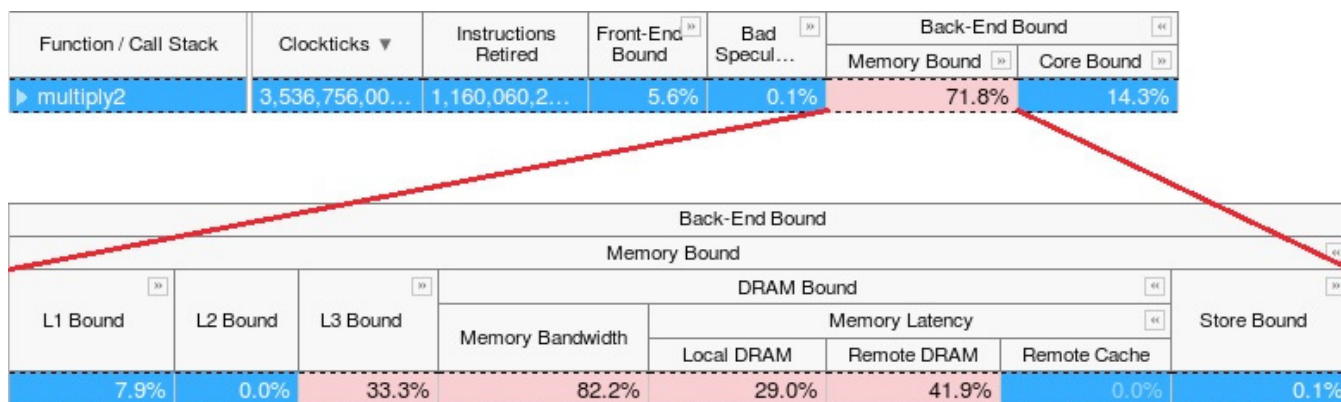 Function / Call Stack Clockticks ▼ Instructions Retired Front-End Bound Bad Specul... Back-End Bound
Memory Bound Core Bound
multiply2 3,536,756,00... 1,160,060,2... 5.6% 0.1% 71.8% 14.3%
Back-End Bound
Memory Bound
L1 Bound L2 Bound L3 Bound DRAM Bound Store Bound
Memory Bandwidth Memory Latency
Local DRAM Remote DRAM Remote Cache
7.9% 0.0% 33.3% 82.2% 29.0% 41.9% 0.0% 0.1%